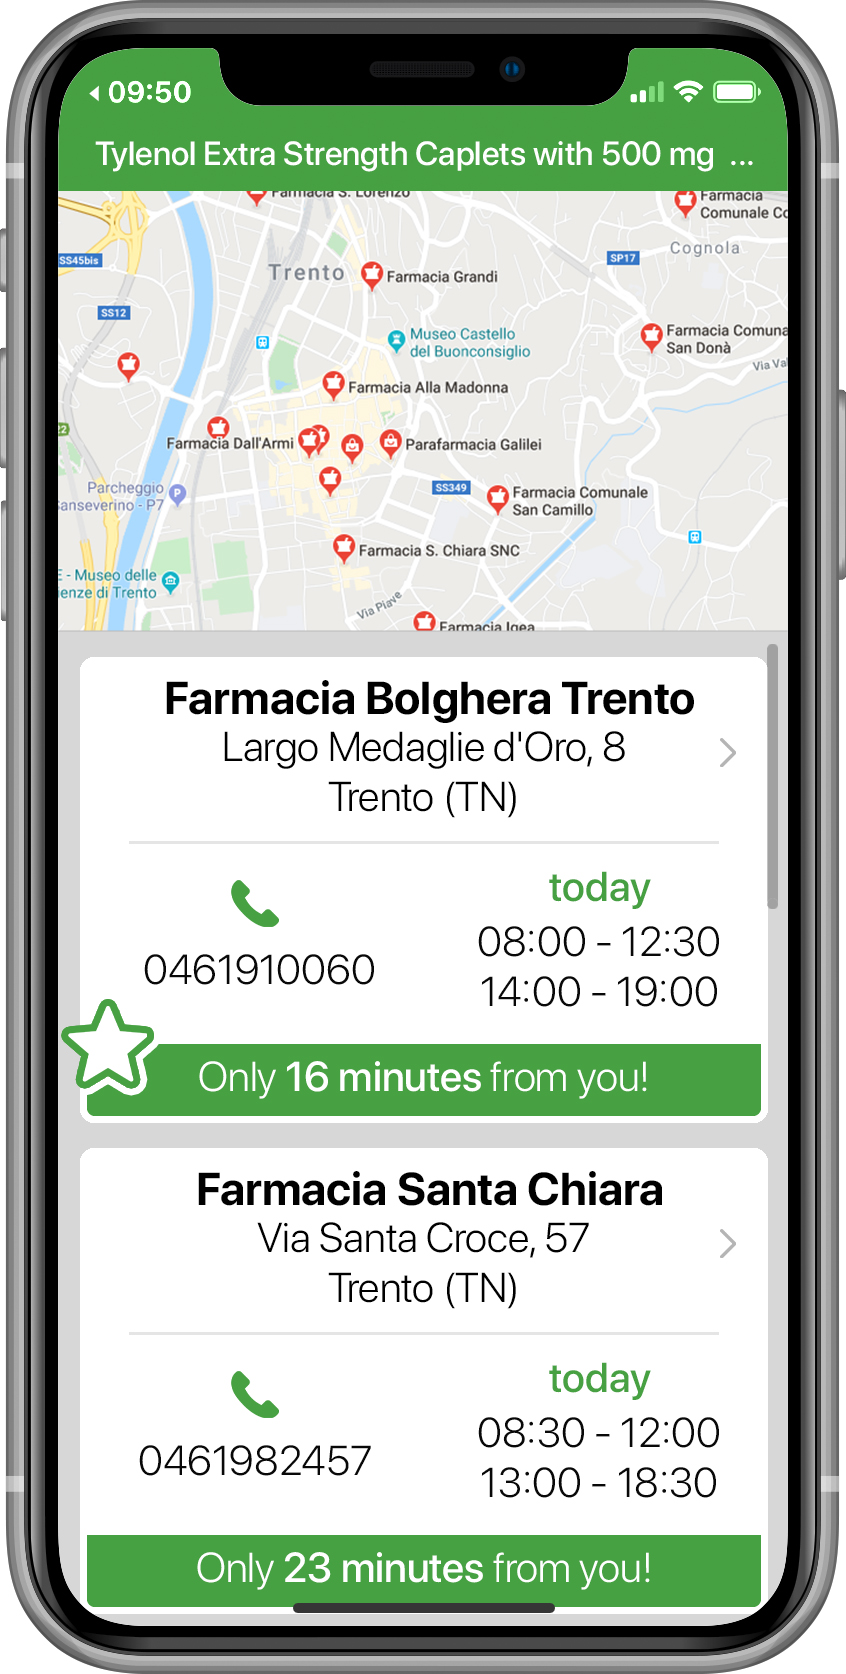 09:50
Tylenol Extra Strength Caplets with 500 mg ...
Farmacia S. Lorenzo
Farmacia
Comunale Co
SS45bis
Trento
Farmacia Grandi
SP17
Cognola
SS12
Museo Castello
del Buonconsiglio
Farmacia Comuna
San Donà
Via Val
Farmacia Alla Madonna
Farmacia Dall'Armi
Parafarmacia Galilei
Parcheggio
Sanseverino - P7
P
SS349
Farmacia Comunale
San Camillo
Farmacia S. Chiara SNC
E - Museo delle
ienze di Trento
Via Piave
Farmacia Igea
Farmacia Bolghera Trento
Largo Medaglie d'Oro, 8
Trento (TN)
today
08:00 - 12:30
0461910060
14:00 - 19:00
Only 16 minutes from you!
Farmacia Santa Chiara
Via Santa Croce, 57
Trento (TN)
today
08:30 - 12:00
0461982457
13:00 - 18:30
Only 23 minutes from you!